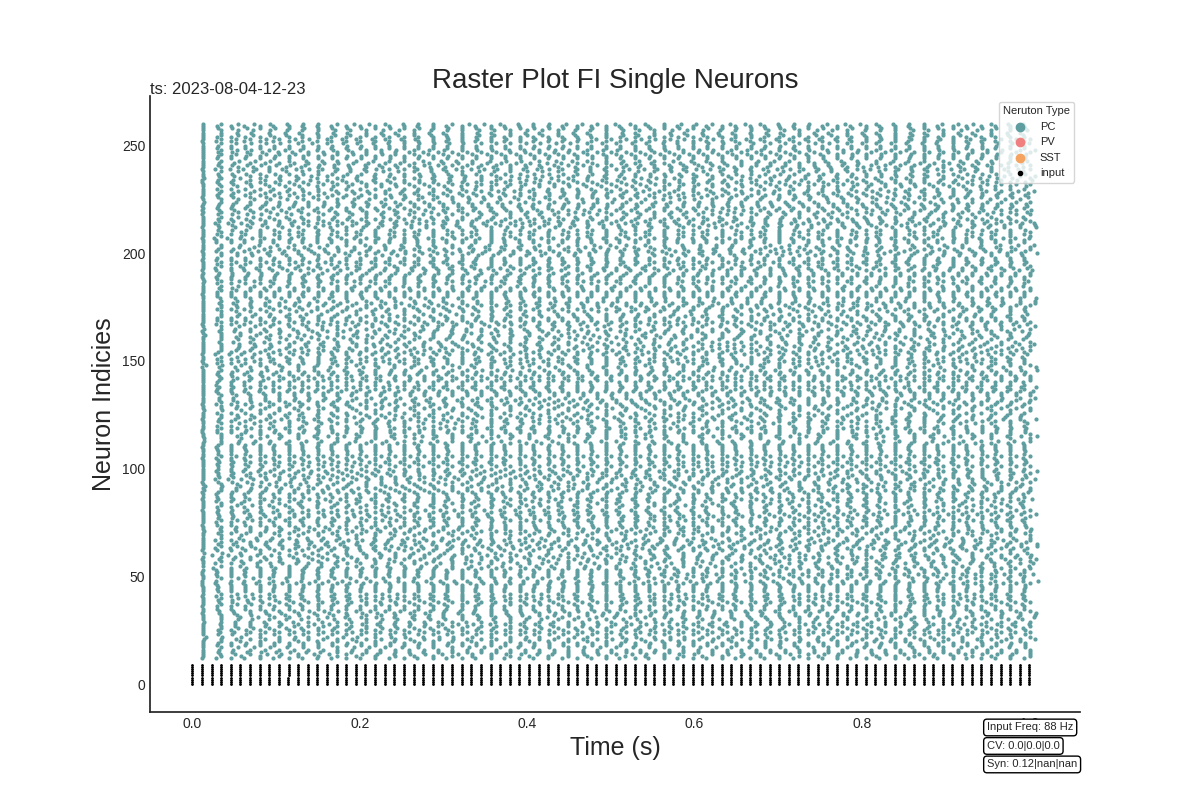 Raster Plot FI Single Neurons
ts: 2023-08-04-12-23
Neruton Type
PC
PV
SST
input
250
200
150
100
50
0
Neuron Indicies
0.0 0.2 0.4 0.6 0.8
Time (s)
Input Freq: 88 Hz
CV: 0.0|0.0|0.0
Syn: 0.12|nan|nan